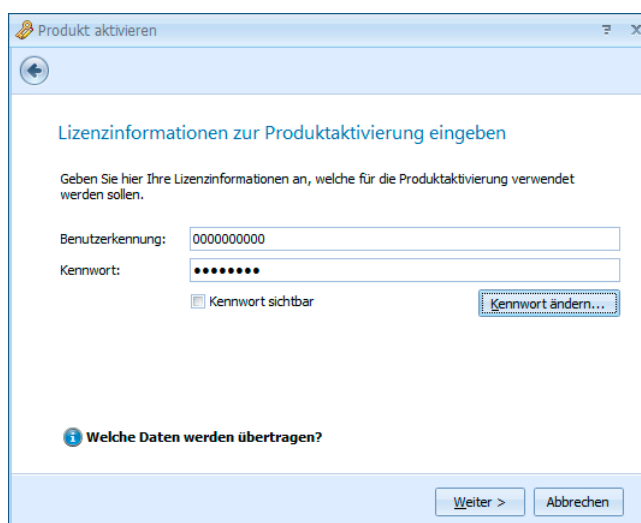 Produkt aktivieren
Lizenzinformationen zur Produktaktivierung eingeben
Geben Sie hier Ihre Lizenzinformationen an, welche für die Produktaktivierung verwendet
werden sollen.
Benutzerkennung: 0000000000
Kennwort: ●●●●●●●●
Kennwort sichtbar Kennwort ändern...
Welche Daten werden übertragen?
Weiter > Abbrechen